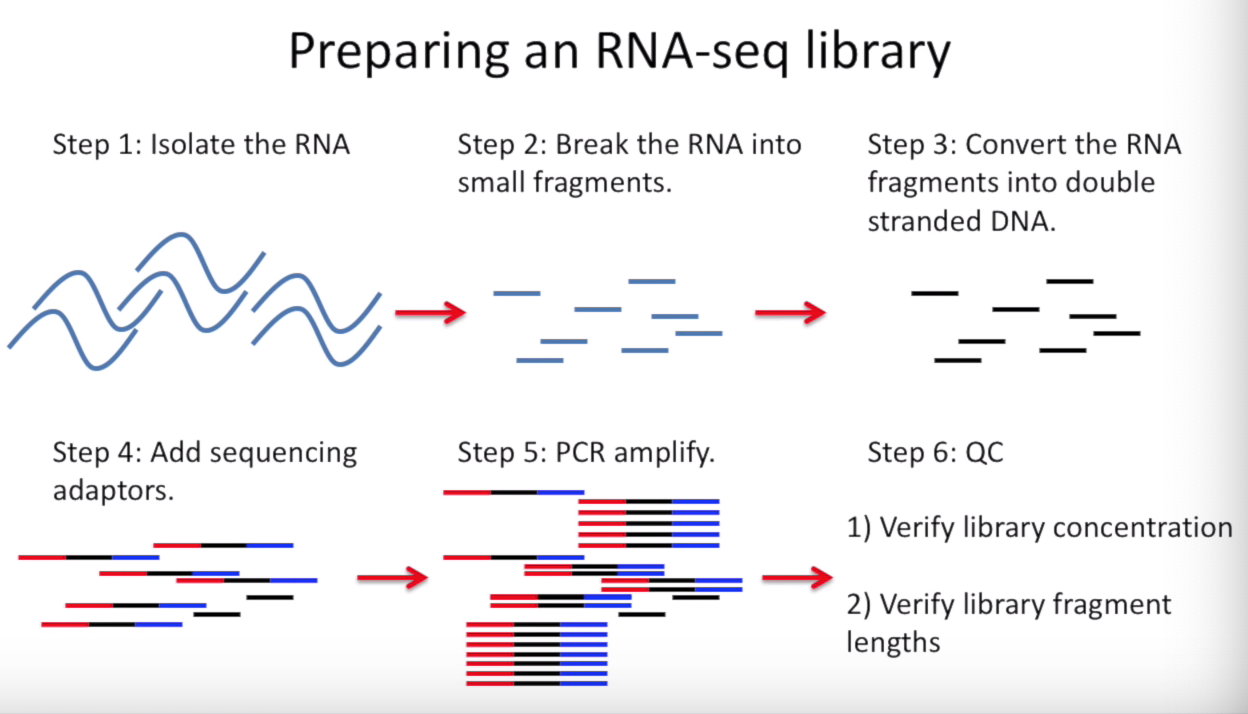 Preparing an RNA-seq library
Step 1: Isolate the RNA
Step 2: Break the RNA into
small fragments.
Step 3: Convert the RNA
fragments into double
stranded DNA.
Step 4: Add sequencing
adaptors.
Step 5: PCR amplify.
Step 6: QC
1) Verify library concentration
2) Verify library fragment
lengths